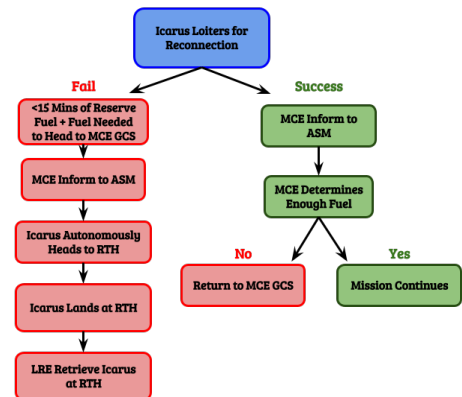 Icarus Loiters for
Reconnection
Fail
Success
<15 Mins of Reserve
Fuel + Fuel Needed
to Head to MCE GCS
MCE Inform to
ASM
MCE Inform to ASM
MCE Determines
Enough Fuel
Icarus Autonomously
Heads to RTH
No
Yes
Return to MCE GCS
Mission Continues
Icarus Lands at RTH
LRE Retrieve Icarus
at RTH